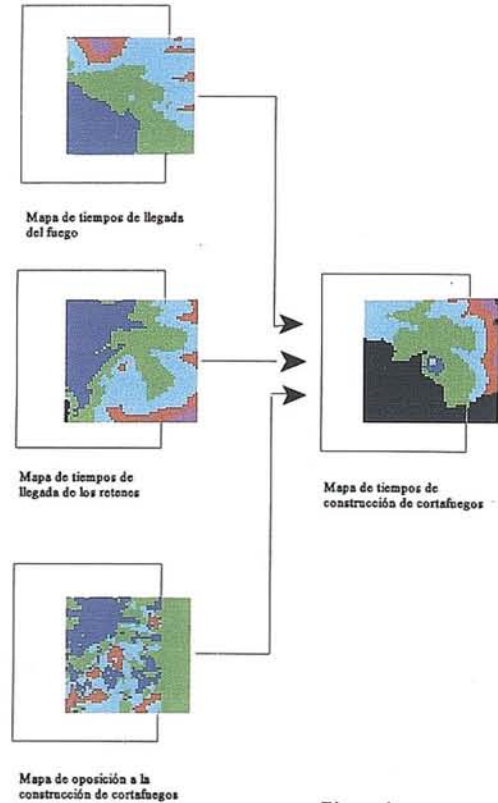 Mapa de tiempos de llegada
del fuego
Mapa de tiempos de
llegada de los retenes
Mapa de tiempos de
construcción de cortafuegos
Mapa de oposición a la
construcción de cortafuegos